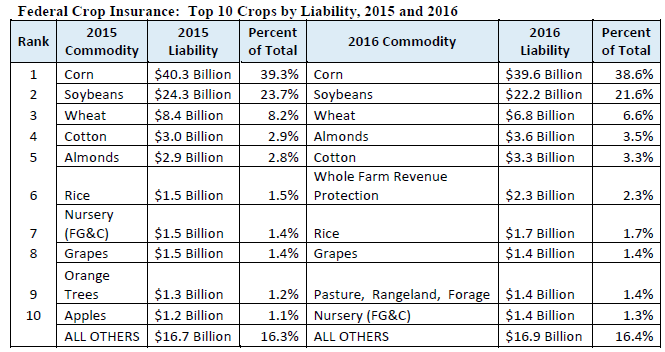 Federal Crop Insurance: Top 10 Crops by Liability, 2015 and 2016
Rank | 2015 Commodity | 2015 Liability | Percent of Total | 2016 Commodity | 2016 Liability | Percent of Total
1 | Corn | $40.3 Billion | 39.3% | Corn | $39.6 Billion | 38.6%
2 | Soybeans | $24.3 Billion | 23.7% | Soybeans | $22.2 Billion | 21.6%
3 | Wheat | $8.4 Billion | 8.2% | Wheat | $6.8 Billion | 6.6%
4 | Cotton | $3.0 Billion | 2.9% | Almonds | $3.6 Billion | 3.5%
5 | Almonds | $2.9 Billion | 2.8% | Cotton | $3.3 Billion | 3.3%
6 | Rice | $1.5 Billion | 1.5% | Whole Farm Revenue Protection | $2.3 Billion | 2.3%
7 | Nursery (FG&C) | $1.5 Billion | 1.4% | Rice | $1.7 Billion | 1.7%
8 | Grapes | $1.5 Billion | 1.4% | Grapes | $1.4 Billion | 1.4%
9 | Orange Trees | $1.3 Billion | 1.2% | Pasture, Rangeland, Forage | $1.4 Billion | 1.4%
10 | Apples | $1.2 Billion | 1.1% | Nursery (FG&C) | $1.4 Billion | 1.3%
ALL OTHERS | $16.7 Billion | 16.3% | ALL OTHERS | $16.9 Billion | 16.4%